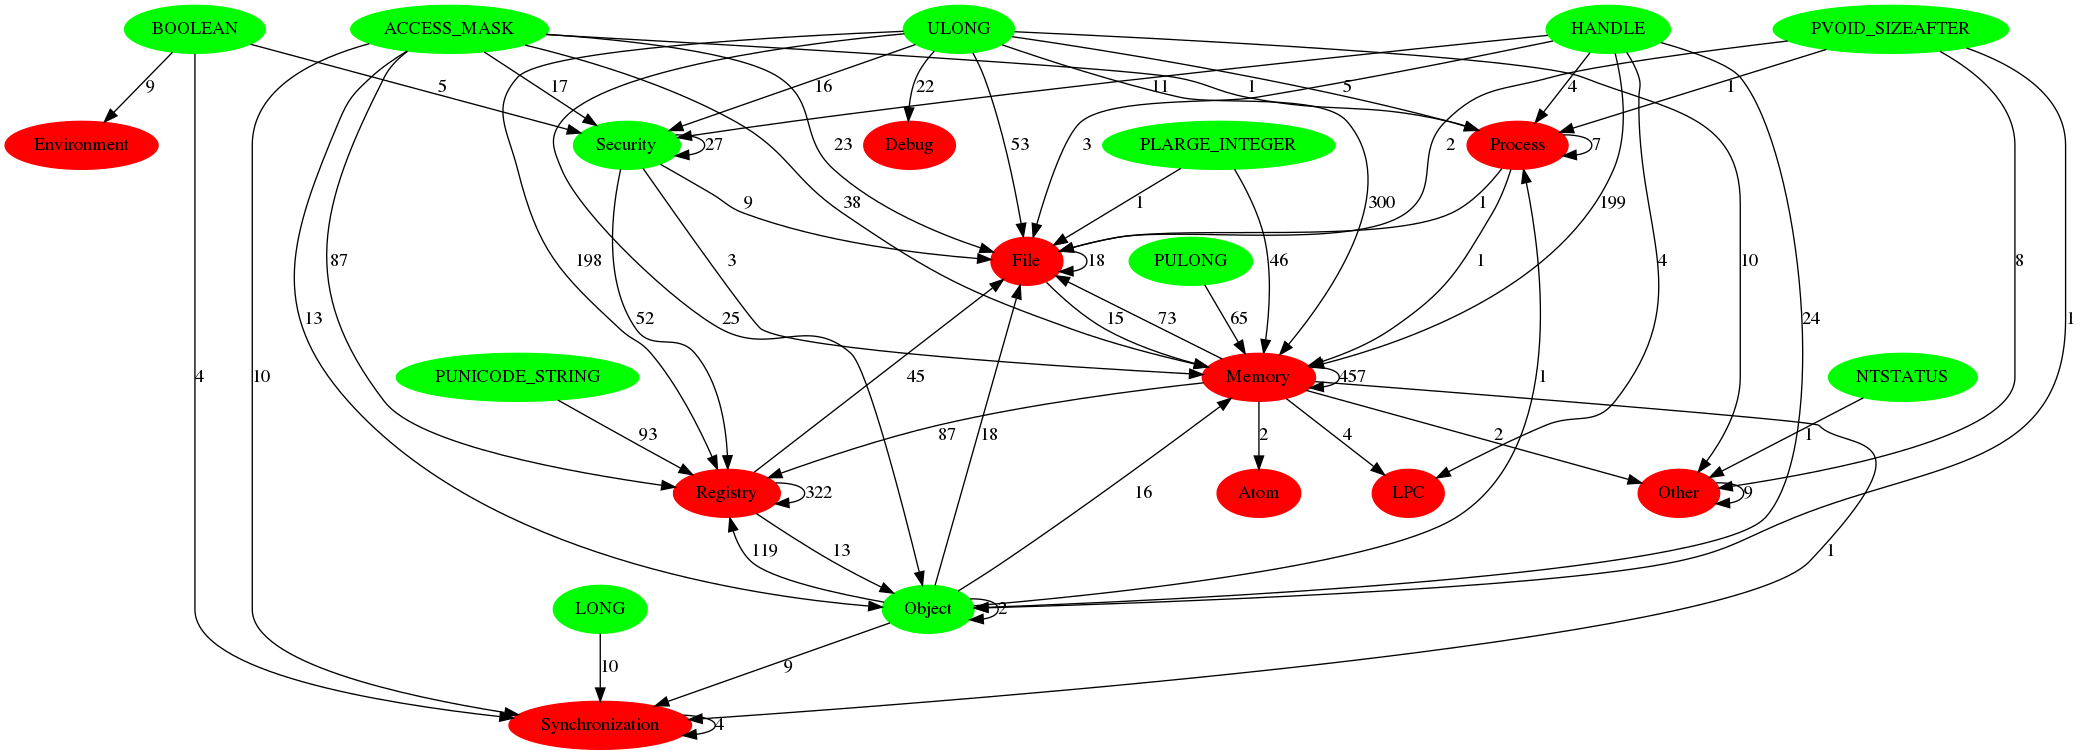 BOOLEAN
ACCESS_MASK
ULONG
HANDLE
PVOID_SIZEAFTER
9
5
17
16
22
11
1
5
4
1
Environment
Security
27
Debug
PLARGE_INTEGER
Process
7
23
53
3
2
9
38
1
300
1
199
87
198
3
File
18
PULONG
46
1
4
10
8
13
52
25
15
73
65
24
1
4
10
PUNICODE_STRING
45
Memory
457
NTSTATUS
93
87
18
2
4
2
1
Registry
322
Atom
LPC
Other
9
16
119
13
1
1
LONG
Object
2
10
9
Synchronization
4